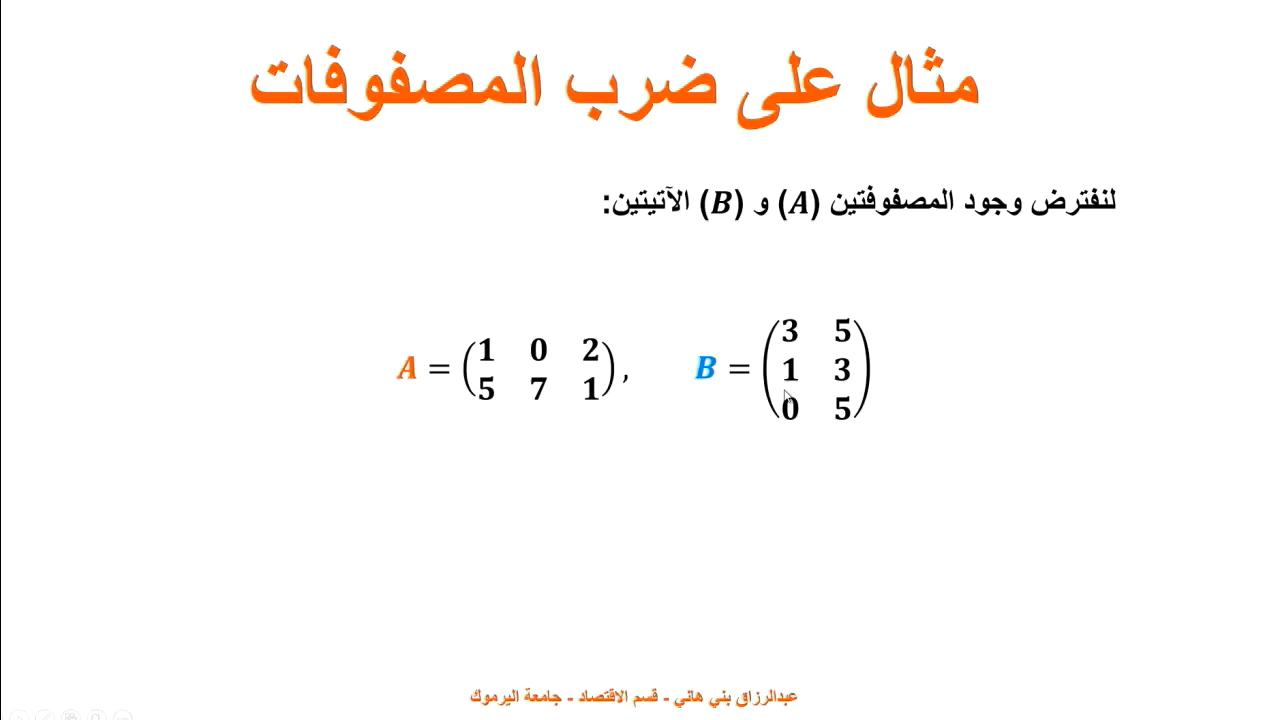 مثال على ضرب المصفوفات
لنفترض وجود المصفوفتين (A) و (B) الآتيتين:
A = (1 0 2
5 7 1),
B = (3 5
1 3
0 5)
عبدالرزاق بني هاني - قسم الاقتصاد - جامعة اليرموك